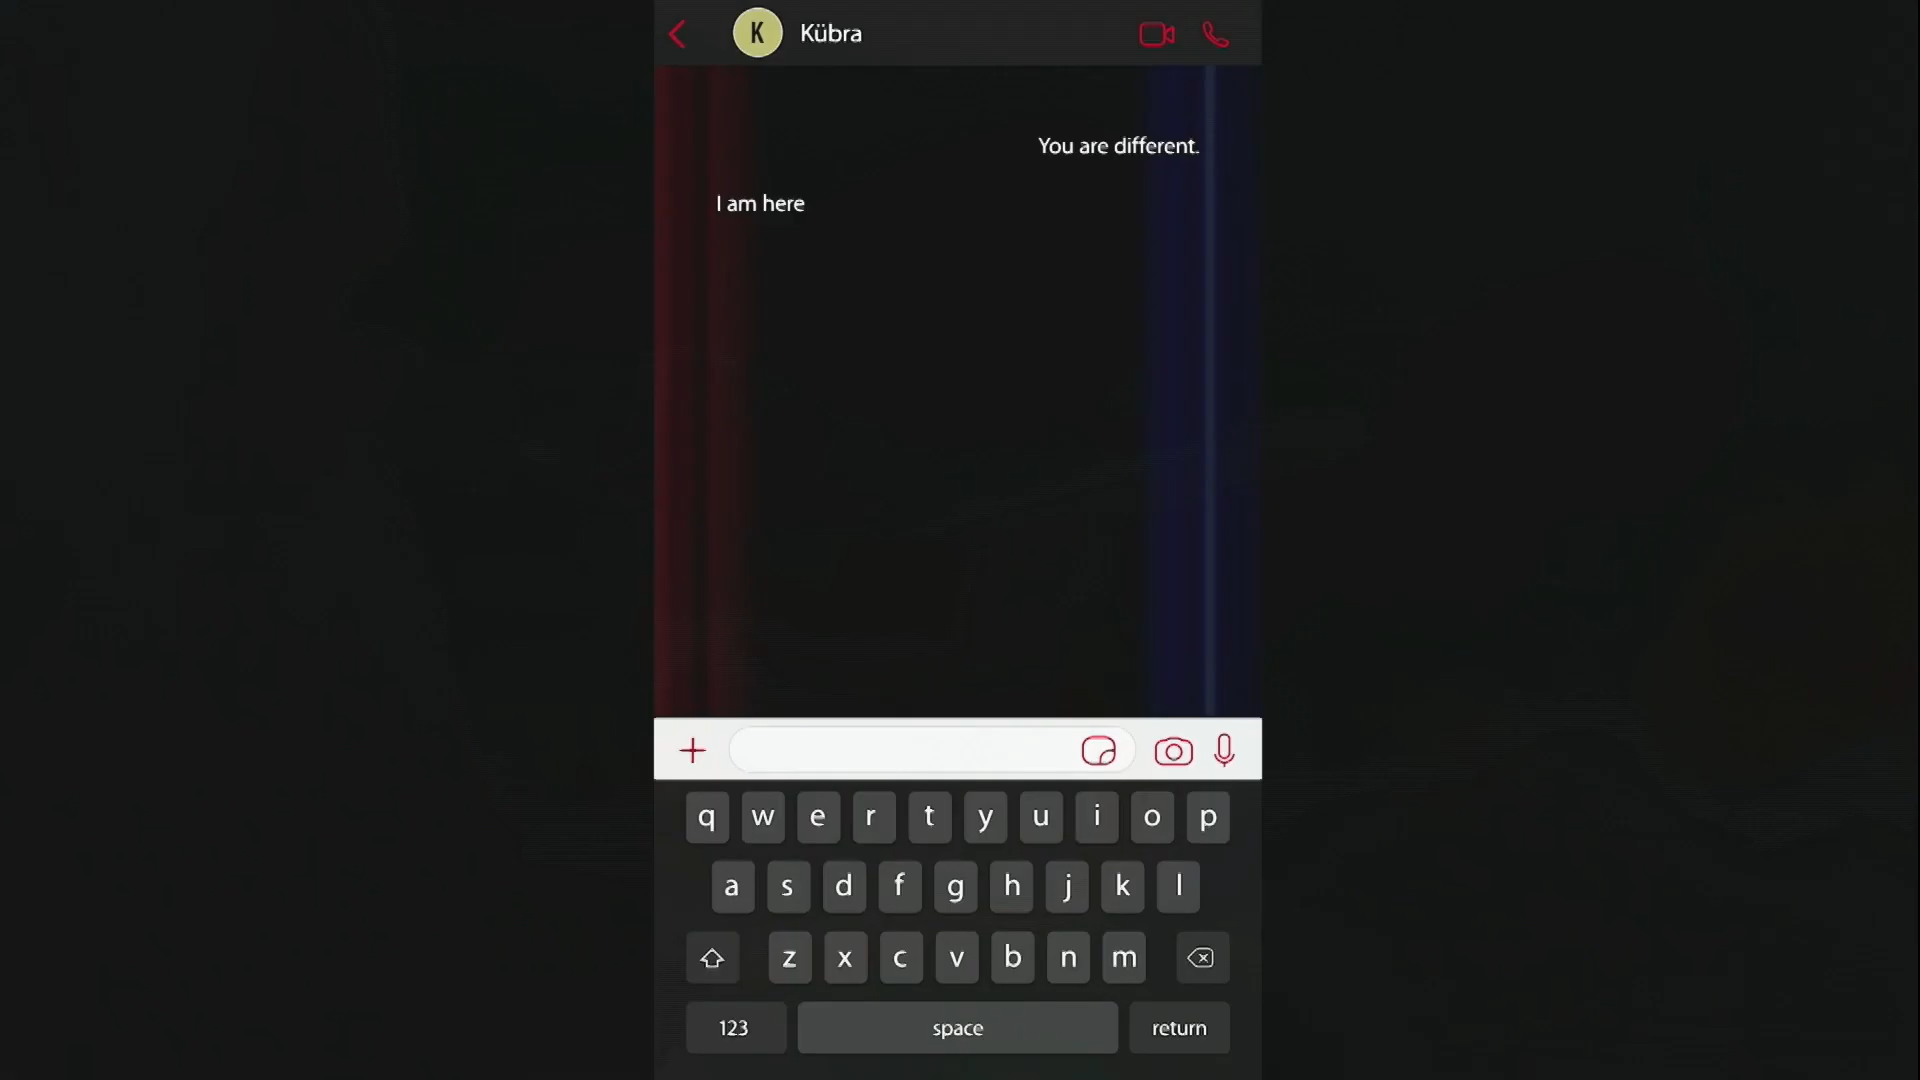 K Kübra
You are different.
I am here
q w e r t y u i o p
a s d f g h j k l
z x c v b n m
123 space return